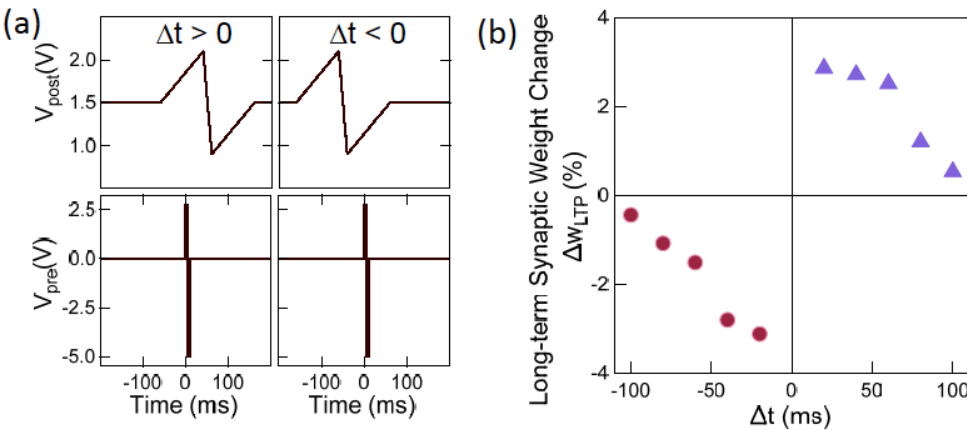 (a)
Δt > 0
Δt < 0
V_post(V)
2.0
1.5
1.0
V_pre(V)
2.5
0.0
-2.5
-5.0
-100 0 100
-100 0 100
Time (ms)
Time (ms)
(b)
Long-term Synaptic Weight Change
Δw_LTP (%)
4
2
0
-2
-4
-100 -50 0 50 100
Δt (ms)